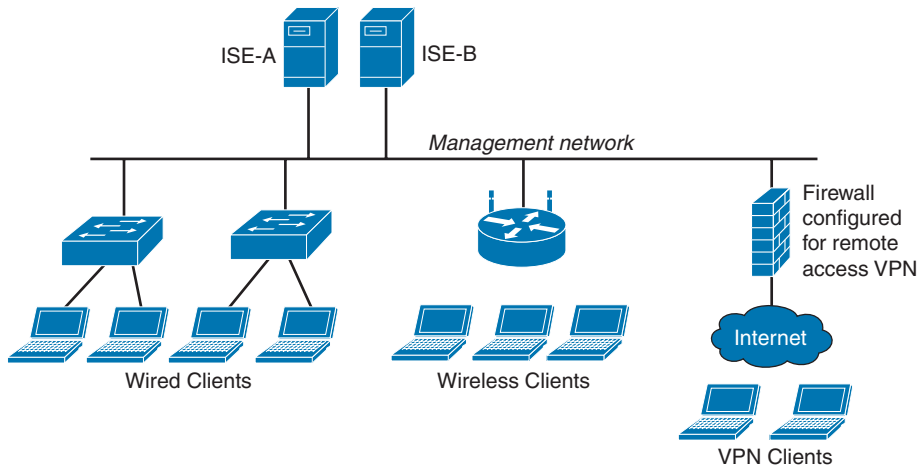 ISE-A
ISE-B
Management network
Firewall
configured
for remote
access VPN
Internet
Wired Clients
Wireless Clients
VPN Clients